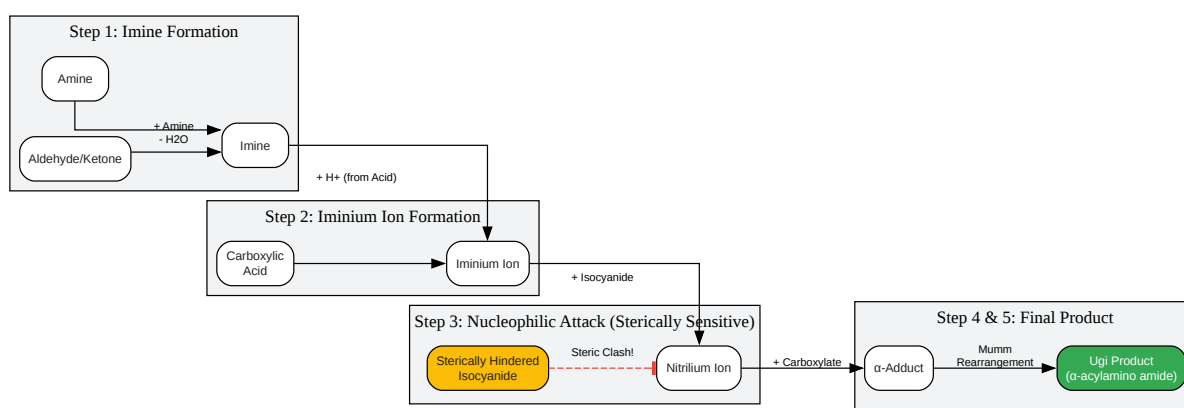 Step 1: Imine Formation
Amine
+ Amine
- H2O
Aldehyde/Ketone
Imine
+ H+ (from Acid)
Step 2: Iminium Ion Formation
Carboxylic
Acid
Iminium Ion
+ Isocyanide
Step 3: Nucleophilic Attack (Sterically Sensitive)
Sterically Hindered
Isocyanide
Steric Clash!
Nitrilium Ion
+ Carboxylate
Step 4 & 5: Final Product
α-Adduct
Mumm
Rearrangement
Ugi Product
(α-acylamino amide)